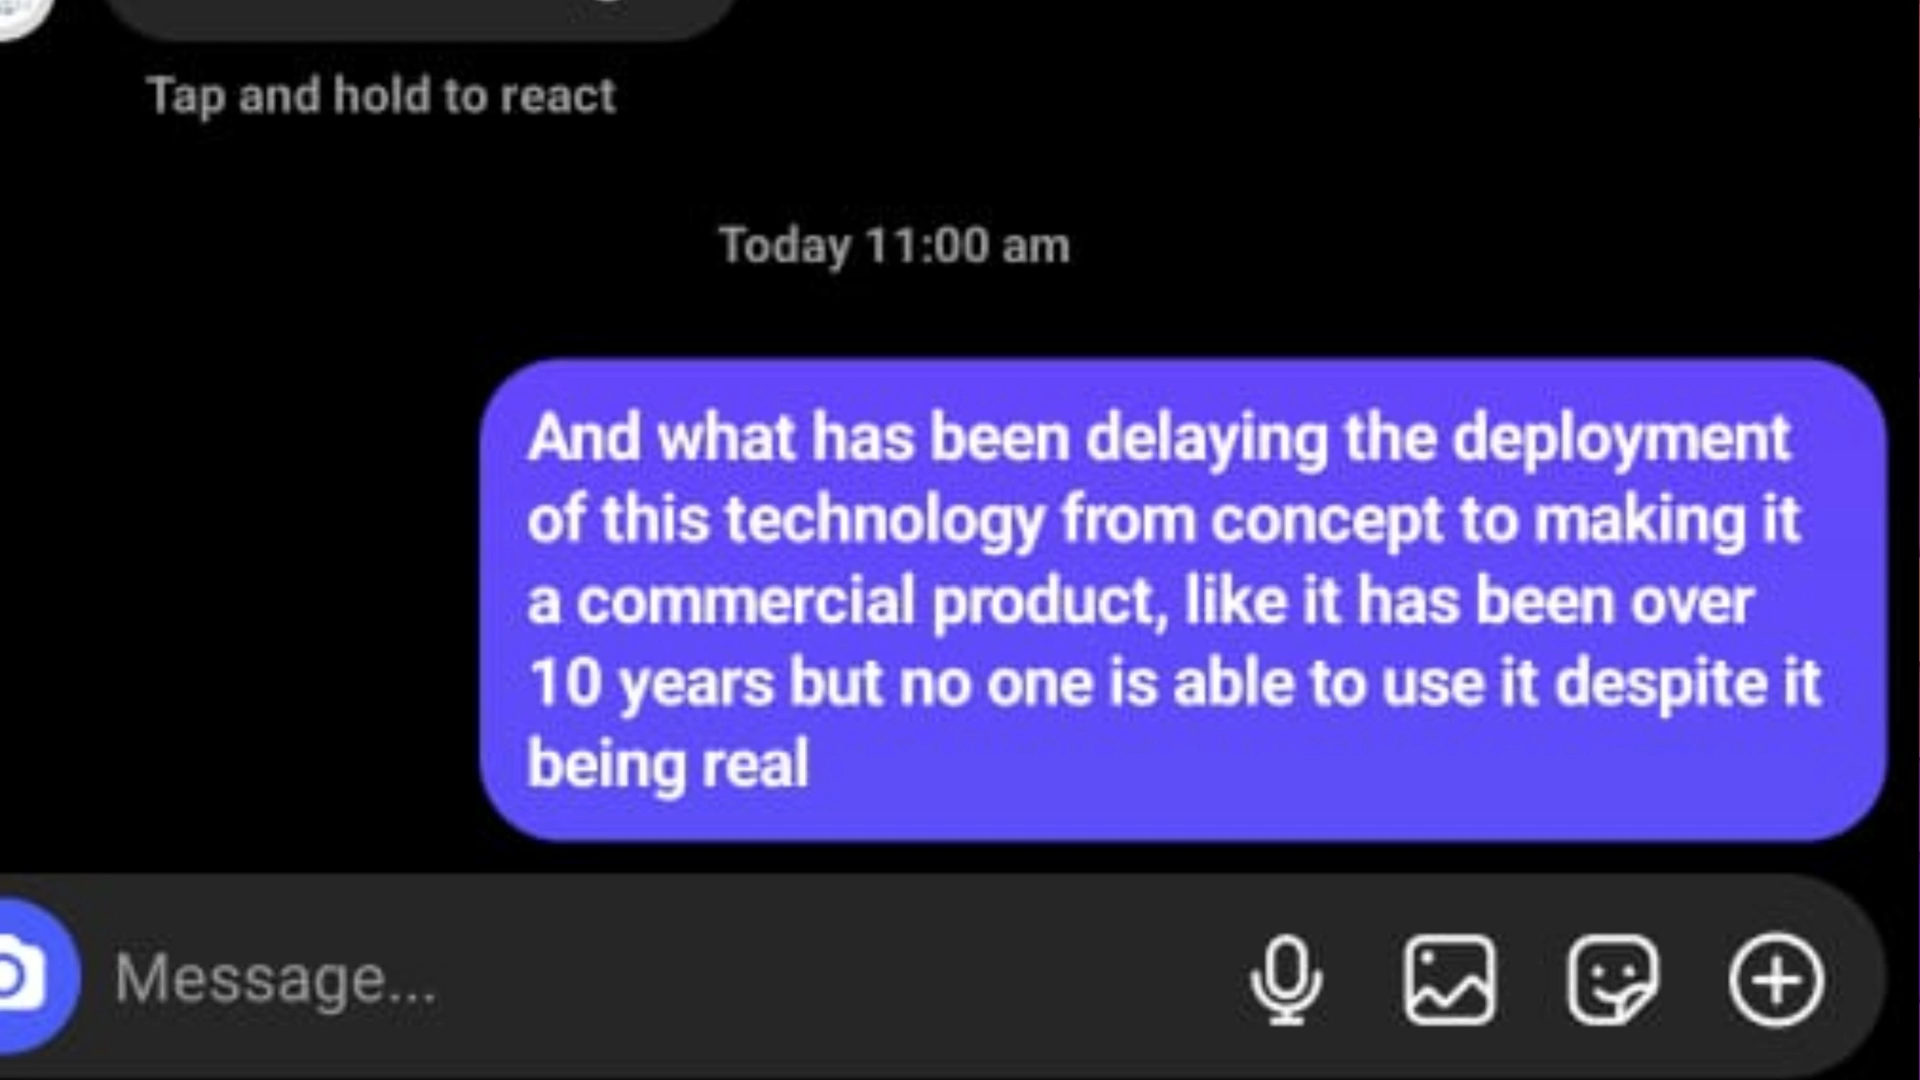 Tap and hold to react
Today 11:00 am
And what has been delaying the deployment
of this technology from concept to making it
a commercial product, like it has been over
10 years but no one is able to use it despite it
being real
Message...